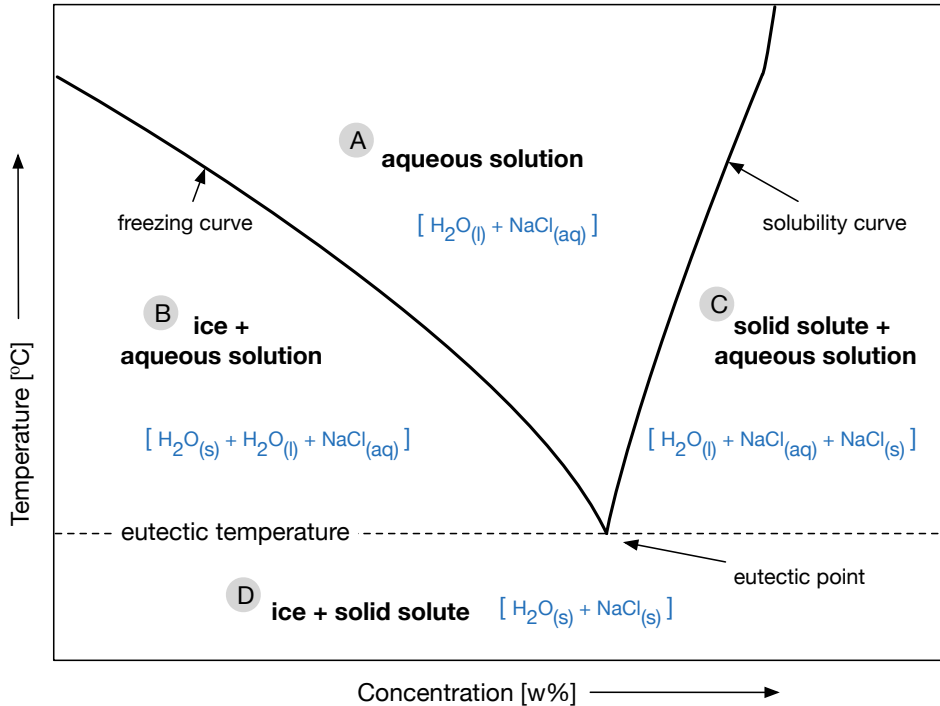 A
aqueous solution
freezing curve
[ H2O(l) + NaCl(aq) ]
solubility curve
B
ice +
aqueous solution
C
solid solute +
aqueous solution
[ H2O(s) + H2O(l) + NaCl(aq) ]
[ H2O(l) + NaCl(aq) + NaCl(s) ]
Temperature [ºC]
eutectic temperature
eutectic point
D
ice + solid solute
[ H2O(s) + NaCl(s) ]
Concentration [w%]